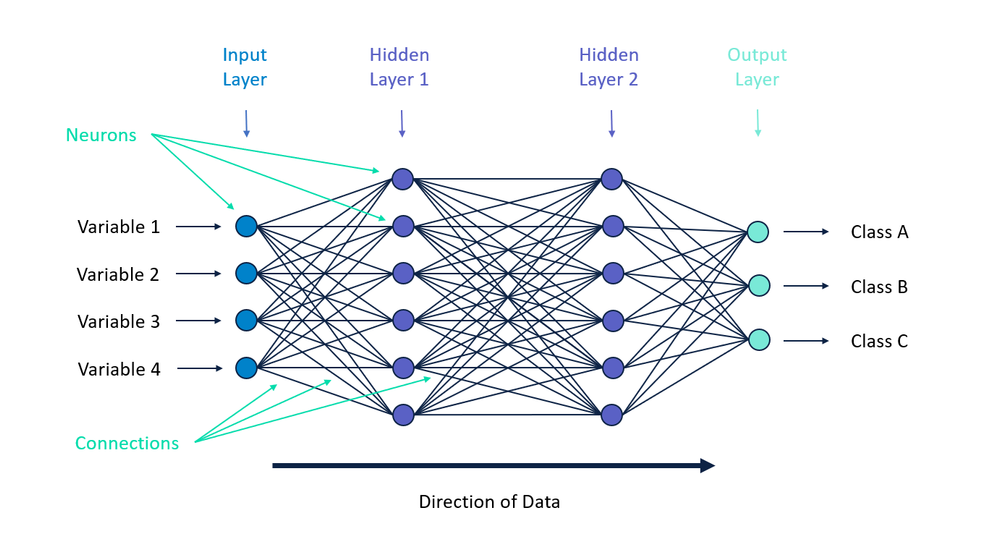 Input
Layer
Hidden
Layer 1
Hidden
Layer 2
Output
Layer
Neurons
Variable 1
Variable 2
Variable 3
Variable 4
Class A
Class B
Class C
Connections
Direction of Data